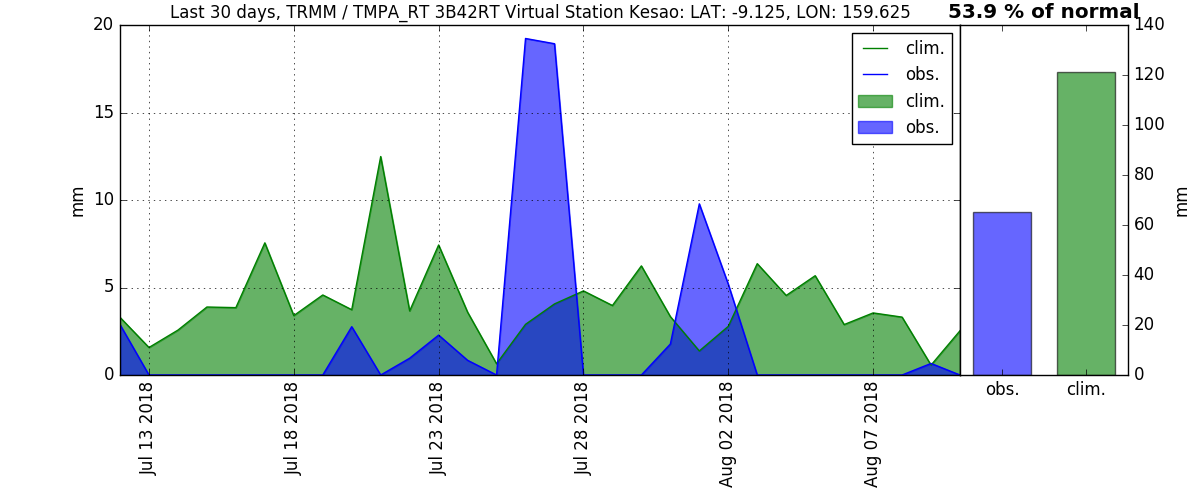 Last 30 days, TRMM / TMPA_RT 3B42RT Virtual Station Kesao: LAT: -9.125, LON: 159.625
53.9 % of normal
20
15
10
5
0
mm
clim.
obs.
clim.
obs.
140
120
100
80
60
40
20
0
mm
obs.
clim.
Jul 13 2018
Jul 18 2018
Jul 23 2018
Jul 28 2018
Aug 02 2018
Aug 07 2018